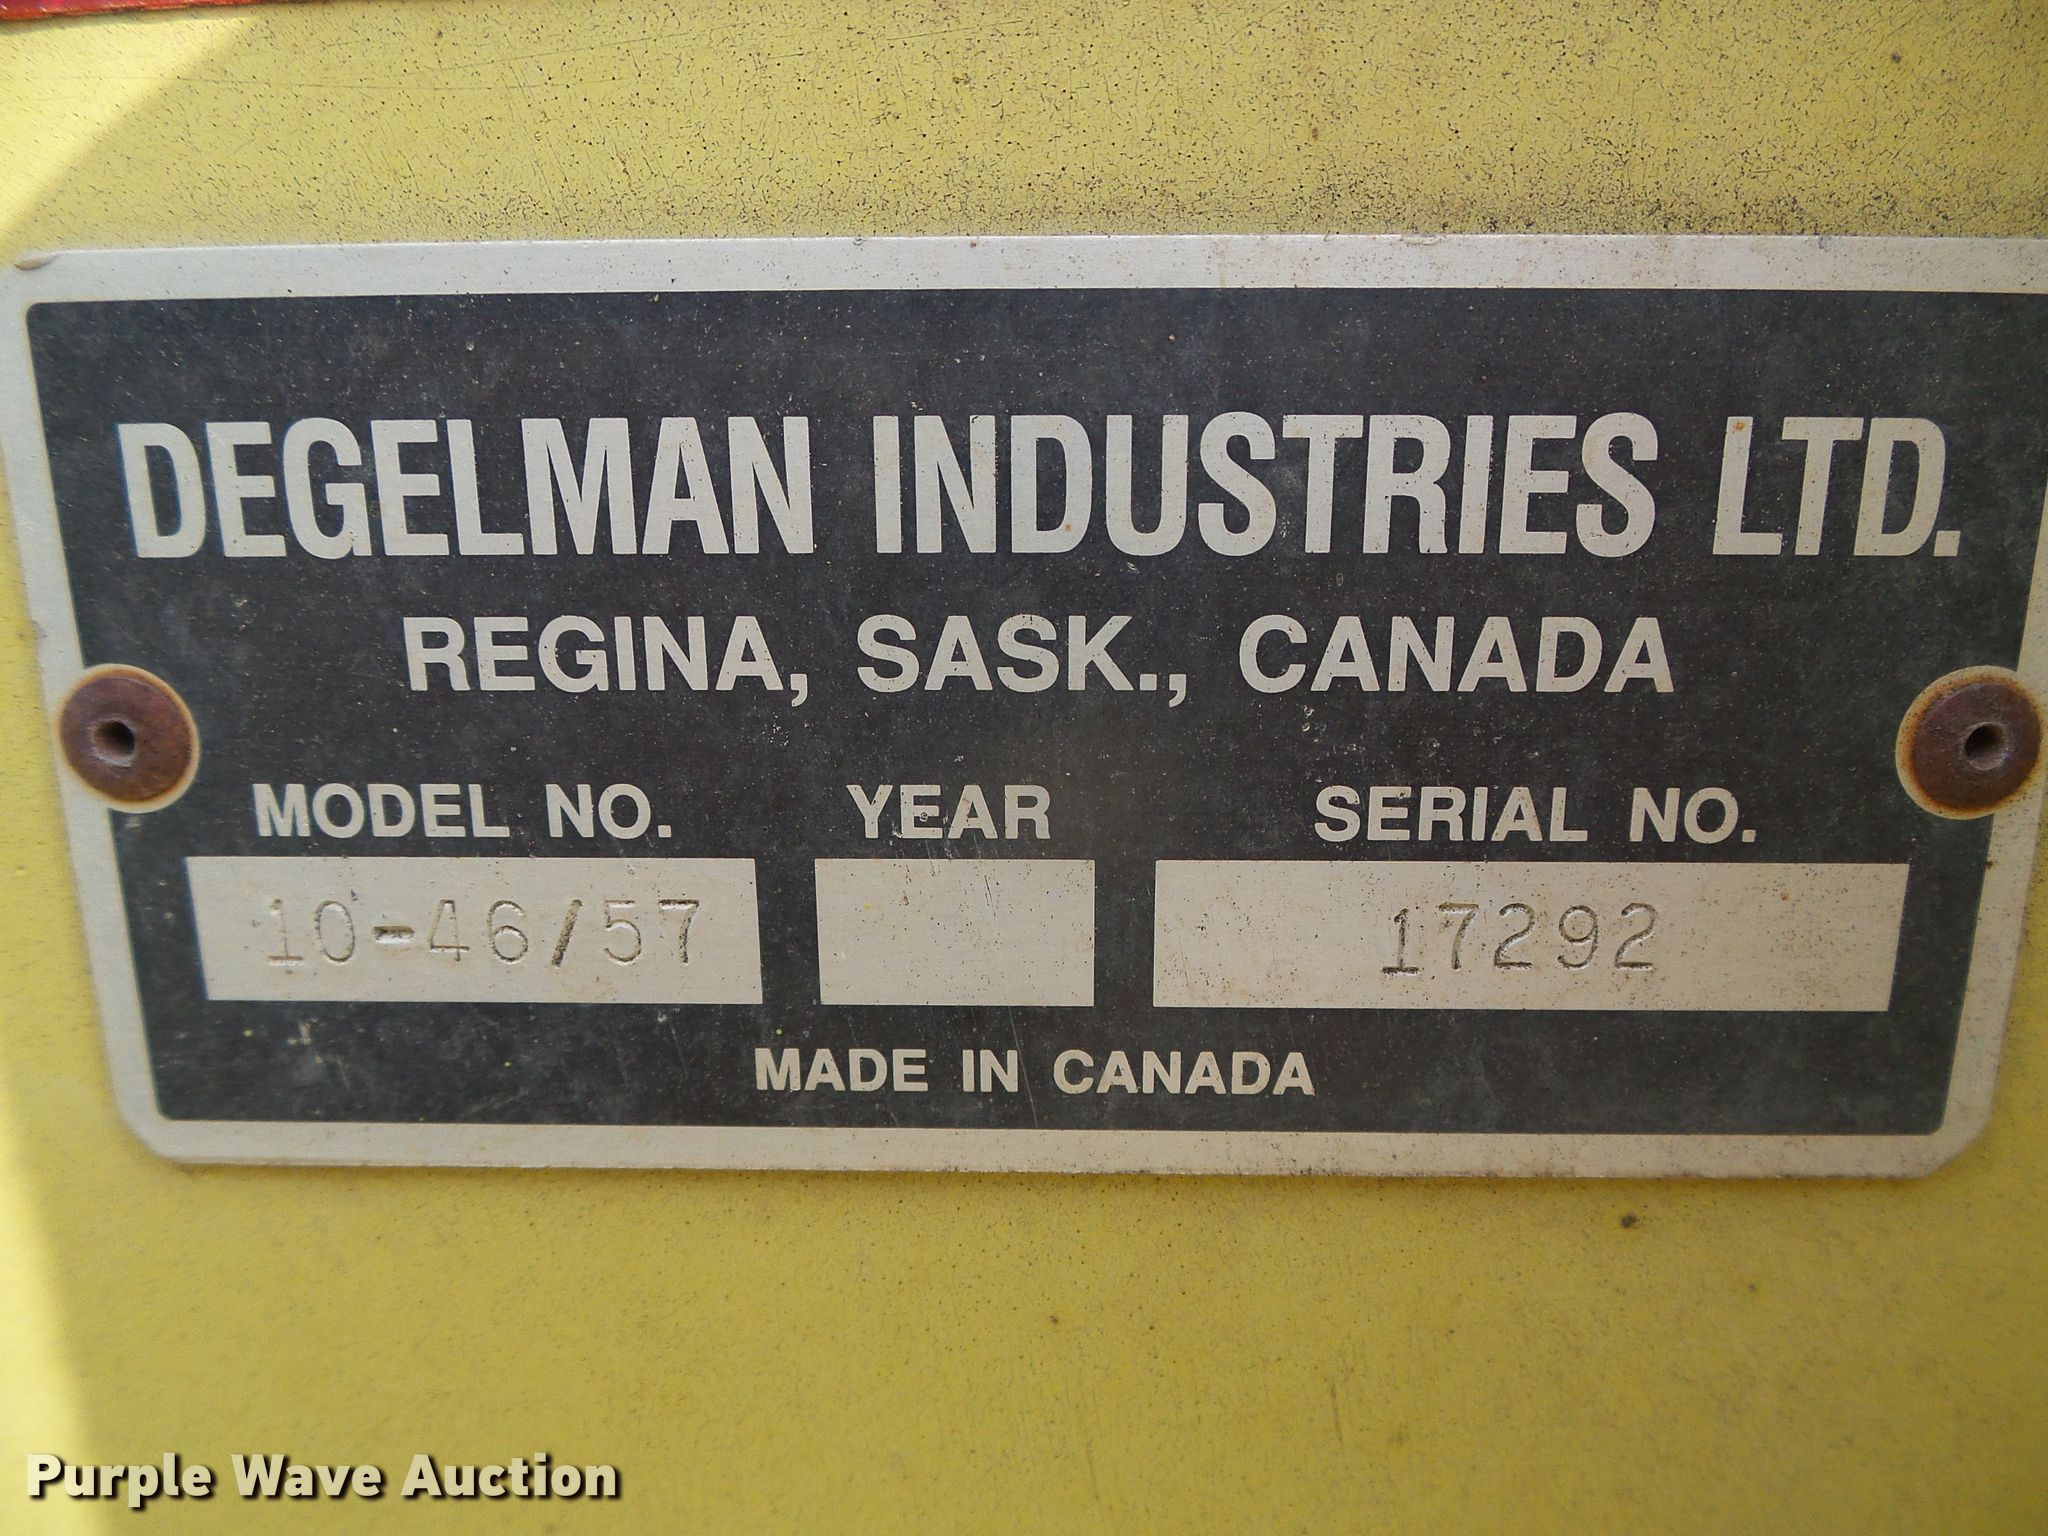 DEGELMAN INDUSTRIES LTD.
REGINA, SASK., CANADA
MODEL NO. YEAR SERIAL NO.
10-46/57 17292
MADE IN CANADA
Purple Wave Auction